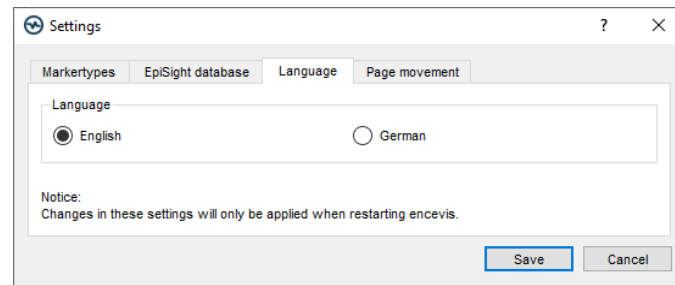 Settings
?
Markertypes EpiSight database Language Page movement
Language
English German
Notice:
Changes in these settings will only be applied when restarting encevis.
Save Cancel